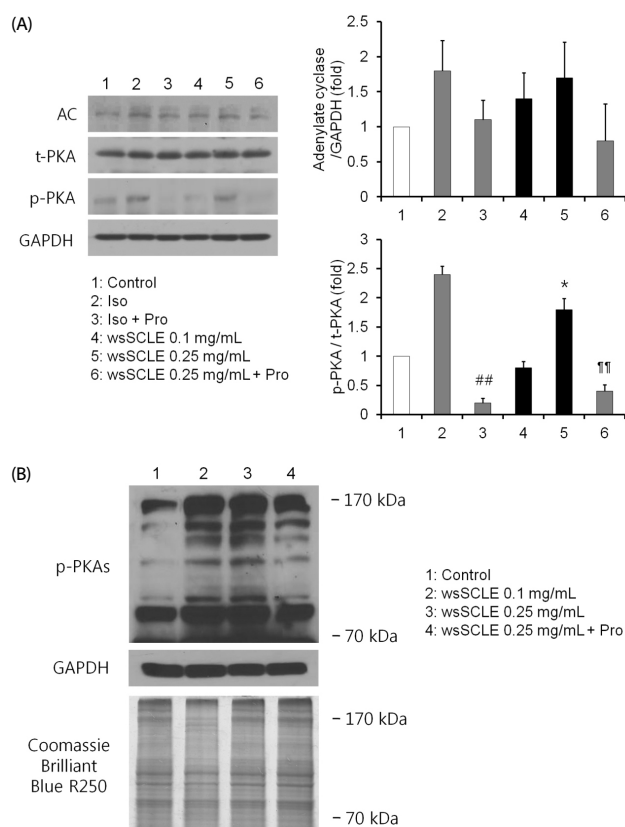 (A)
1 2 3 4 5 6
AC
t-PKA
p-PKA
GAPDH
1: Control
2: Iso
3: Iso + Pro
4: wsSCLE 0.1 mg/mL
5: wsSCLE 0.25 mg/mL
6: wsSCLE 0.25 mg/mL + Pro
Adenylate cyclase
/GAPDH (fold)
2.5
2
1.5
1
0.5
0
1 2 3 4 5 6
p-PKA / t-PKA (fold)
3
2.5
2
1.5
1
0.5
0
##
*
¶¶
1 2 3 4 5 6
(B)
1 2 3 4
p-PKAs
– 170 kDa
– 70 kDa
GAPDH
Coomassie
Brilliant
Blue R250
– 170 kDa
– 70 kDa
1: Control
2: wsSCLE 0.1 mg/mL
3: wsSCLE 0.25 mg/mL
4: wsSCLE 0.25 mg/mL + Pro